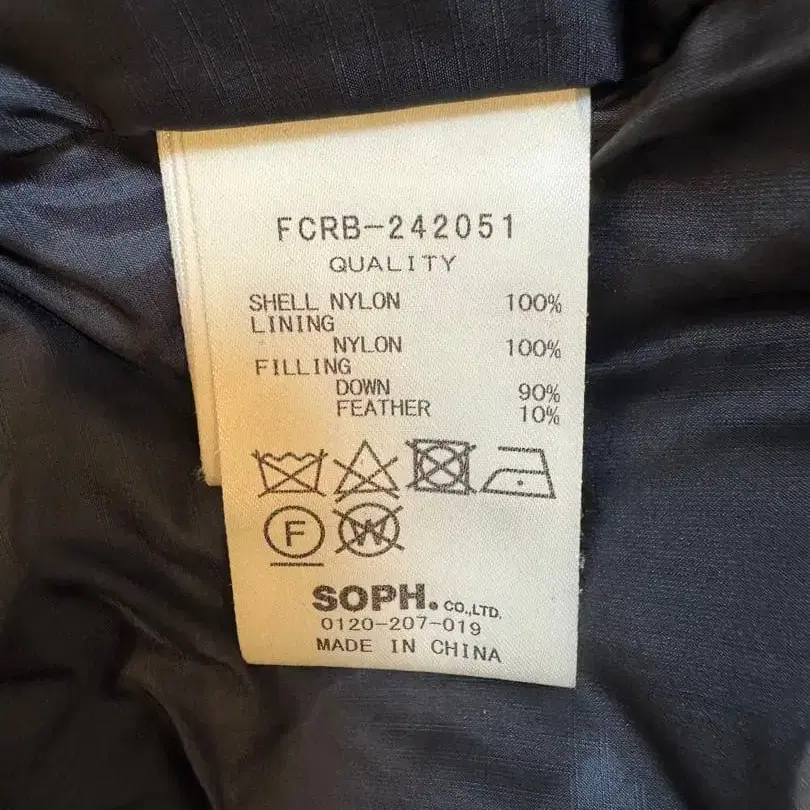 FCRB-242051
QUALITY
SHELL NYLON 100%
LINING
NYLON 100%
FILLING
DOWN 90%
FEATHER 10%
F W
SOPH. CO.,LTD.
0120-207-019
MADE IN CHINA